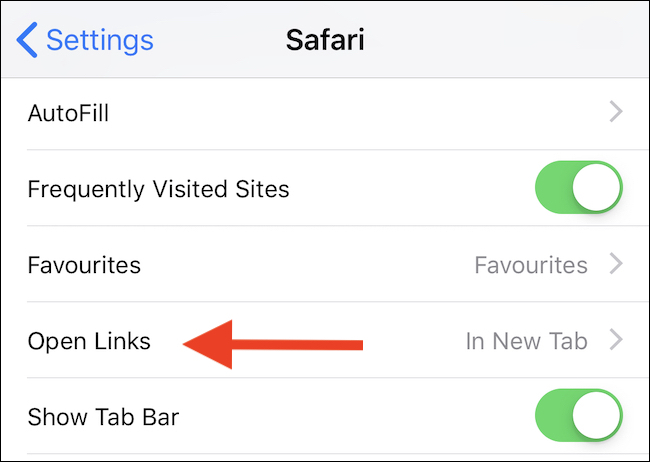 Settings Safari
AutoFill
Frequently Visited Sites
Favourites Favourites
Open Links In New Tab
Show Tab Bar